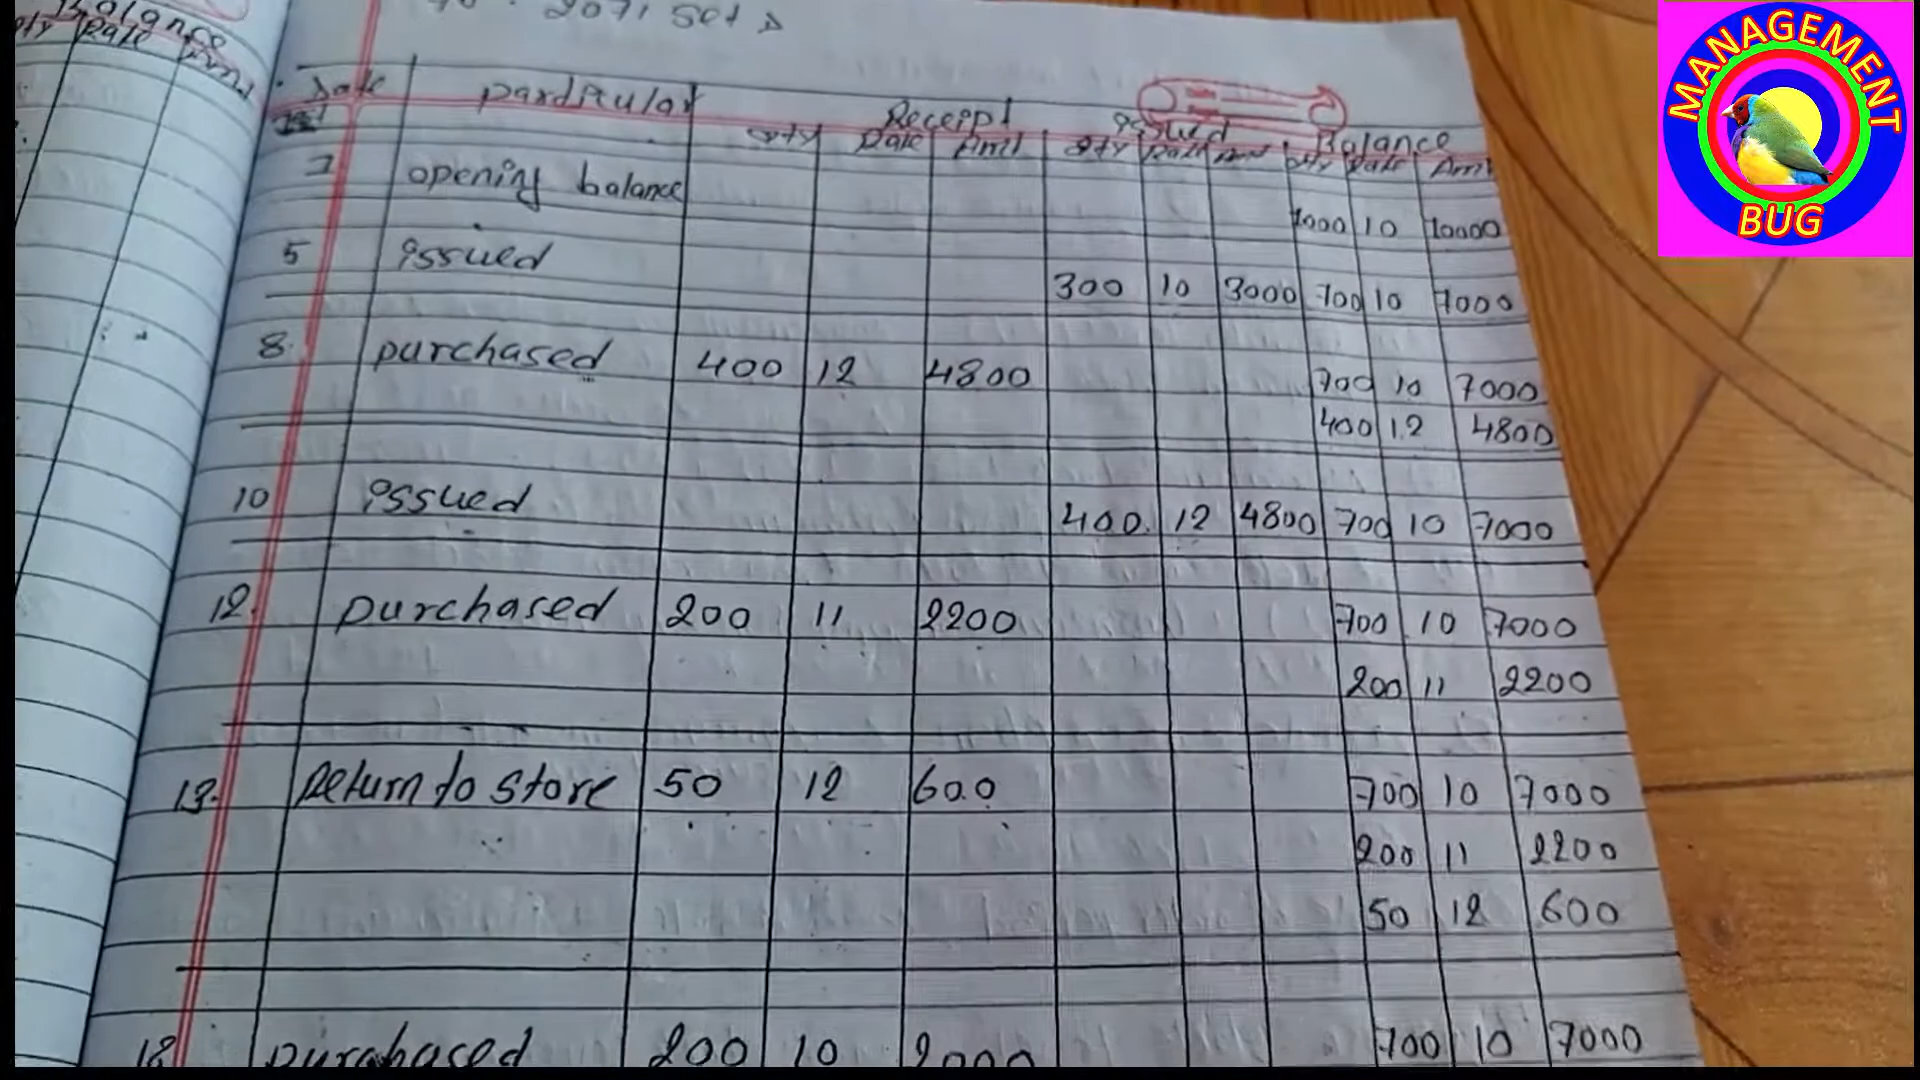 2071 Set D
Balance
Qty Rate Amt
Date particular Receipt issued Balance
Qty Rate Amt Qty Rate Amt Qty Rate Amt
1 opening balance 1000 10 10000
5 issued 300 10 3000 700 10 7000
8 purchased 400 12 4800 700 10 7000
400 12 4800
10 issued 400 12 4800 700 10 7000
12 purchased 200 11 2200 700 10 7000
200 11 2200
13 Return to store 50 12 600 700 10 7000
200 11 2200
50 12 600
18 purchased 200 10 2000 700 10 7000
MANAGEMENT
BUG